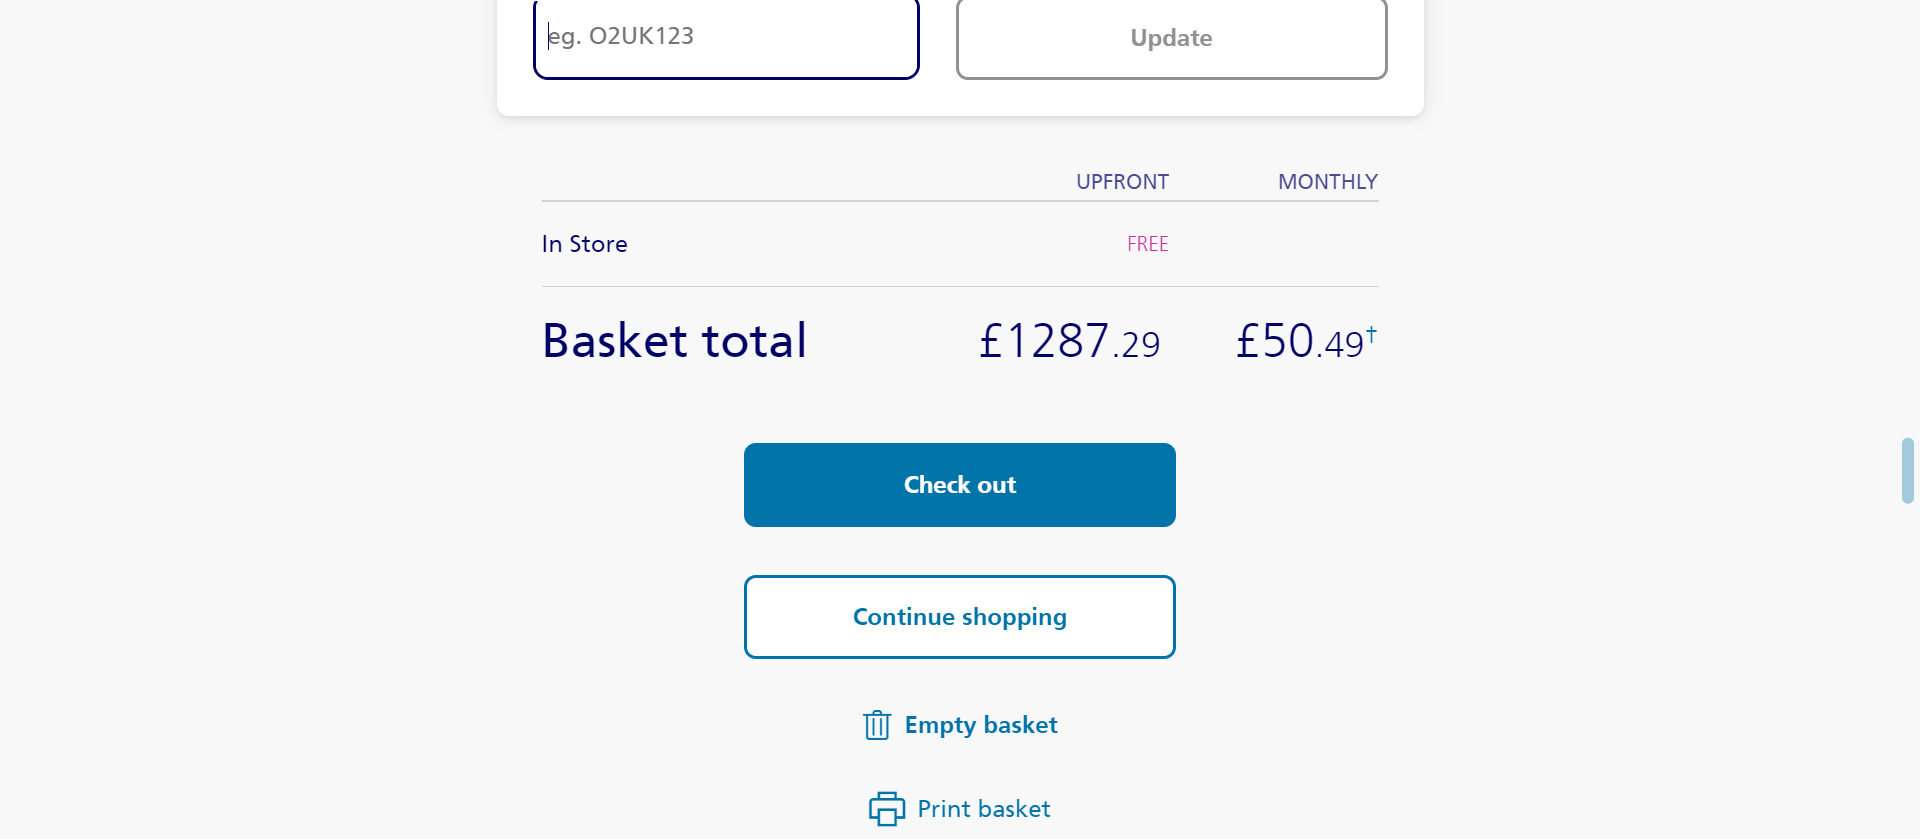 eg. O2UK123
Update
UPFRONT MONTHLY
In Store FREE
Basket total £1287.29 £50.49†
Check out
Continue shopping
Empty basket
Print basket